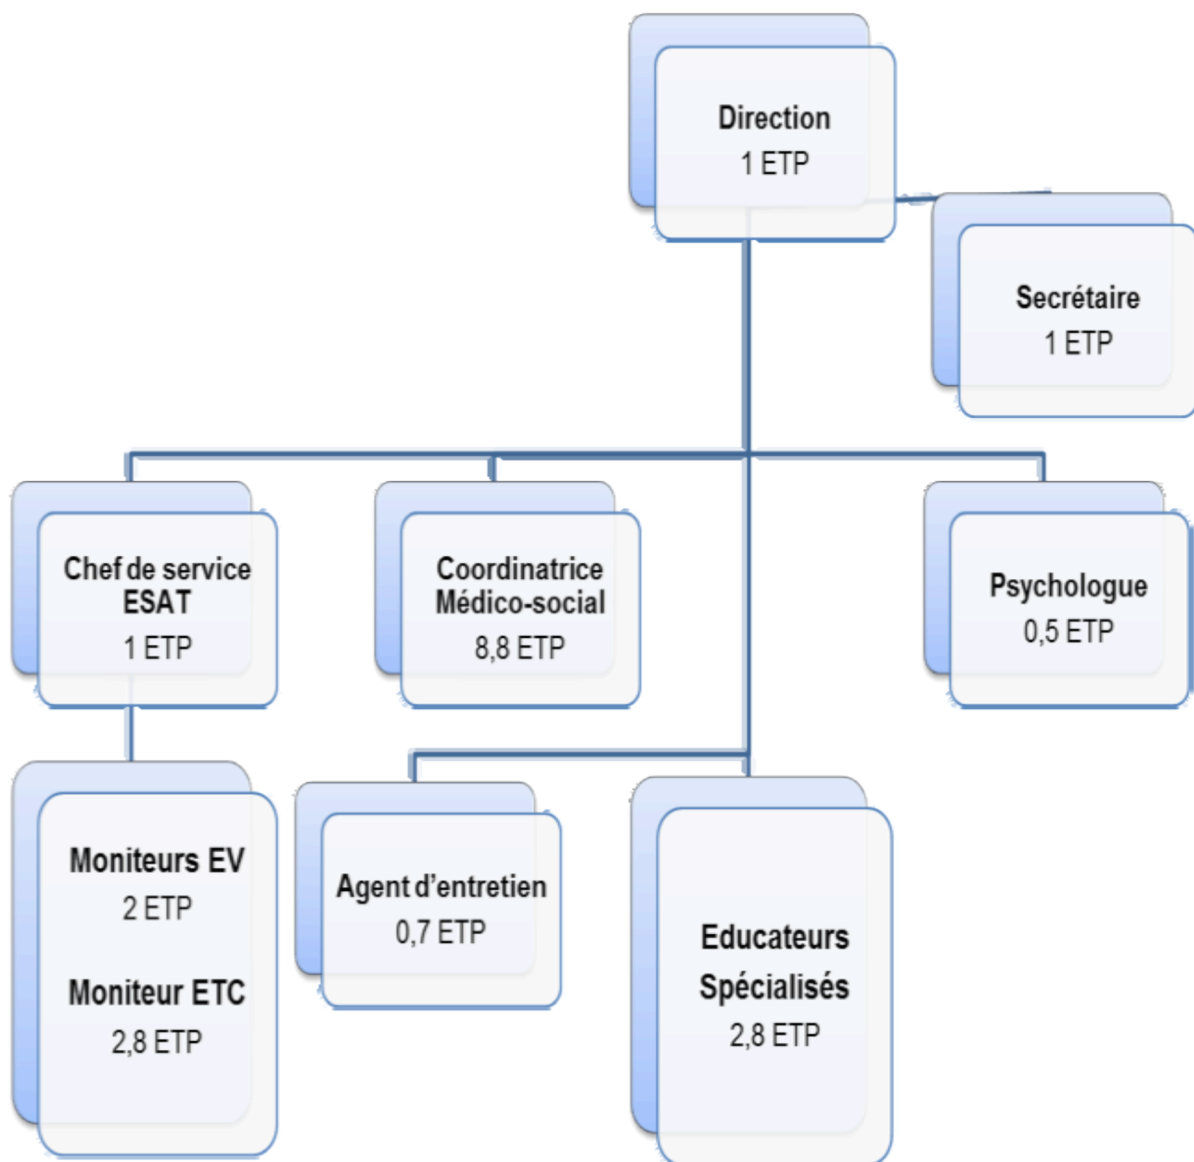 Direction
1 ETP
Secrétaire
1 ETP
Chef de service
ESAT
1 ETP
Coordinatrice
Médico-social
8,8 ETP
Psychologue
0,5 ETP
Moniteurs EV
2 ETP
Moniteur ETC
2,8 ETP
Agent d’entretien
0,7 ETP
Educateurs
Spécialisés
2,8 ETP